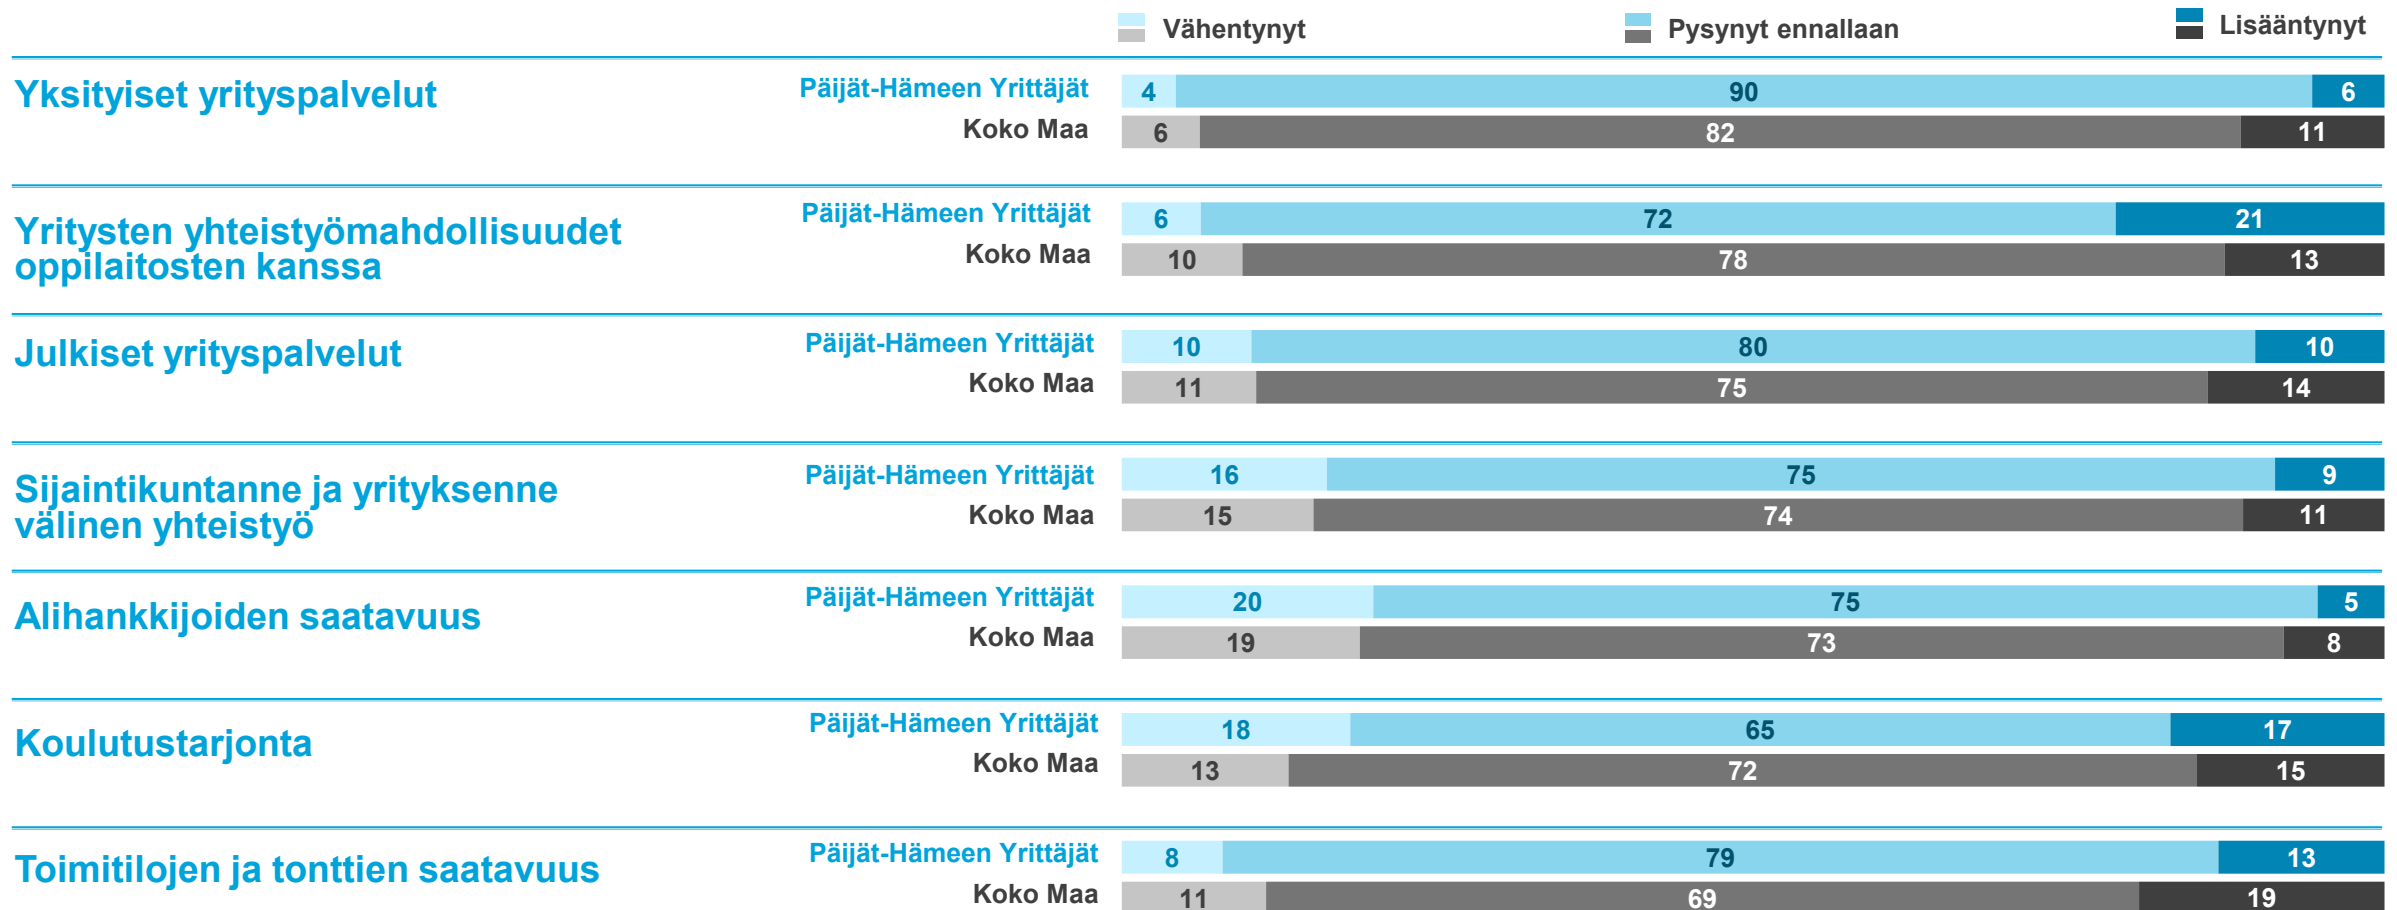 Vähentynyt Pysynyt ennallaan Lisääntynyt
Yksityiset yrityspalvelut
Päijät-Hämeen Yrittäjät 4 90 6
Koko Maa 6 82 11
Yritysten yhteistyömahdollisuudet
oppilaitosten kanssa
Päijät-Hämeen Yrittäjät 6 72 21
Koko Maa 10 78 13
Julkiset yrityspalvelut
Päijät-Hämeen Yrittäjät 10 80 10
Koko Maa 11 75 14
Sijaintikuntanne ja yrityksenne
välinen yhteistyö
Päijät-Hämeen Yrittäjät 16 75 9
Koko Maa 15 74 11
Alihankkijoiden saatavuus
Päijät-Hämeen Yrittäjät 20 75 5
Koko Maa 19 73 8
Koulutustarjonta
Päijät-Hämeen Yrittäjät 18 65 17
Koko Maa 13 72 15
Toimitilojen ja tonttien saatavuus
Päijät-Hämeen Yrittäjät 8 79 13
Koko Maa 11 69 19